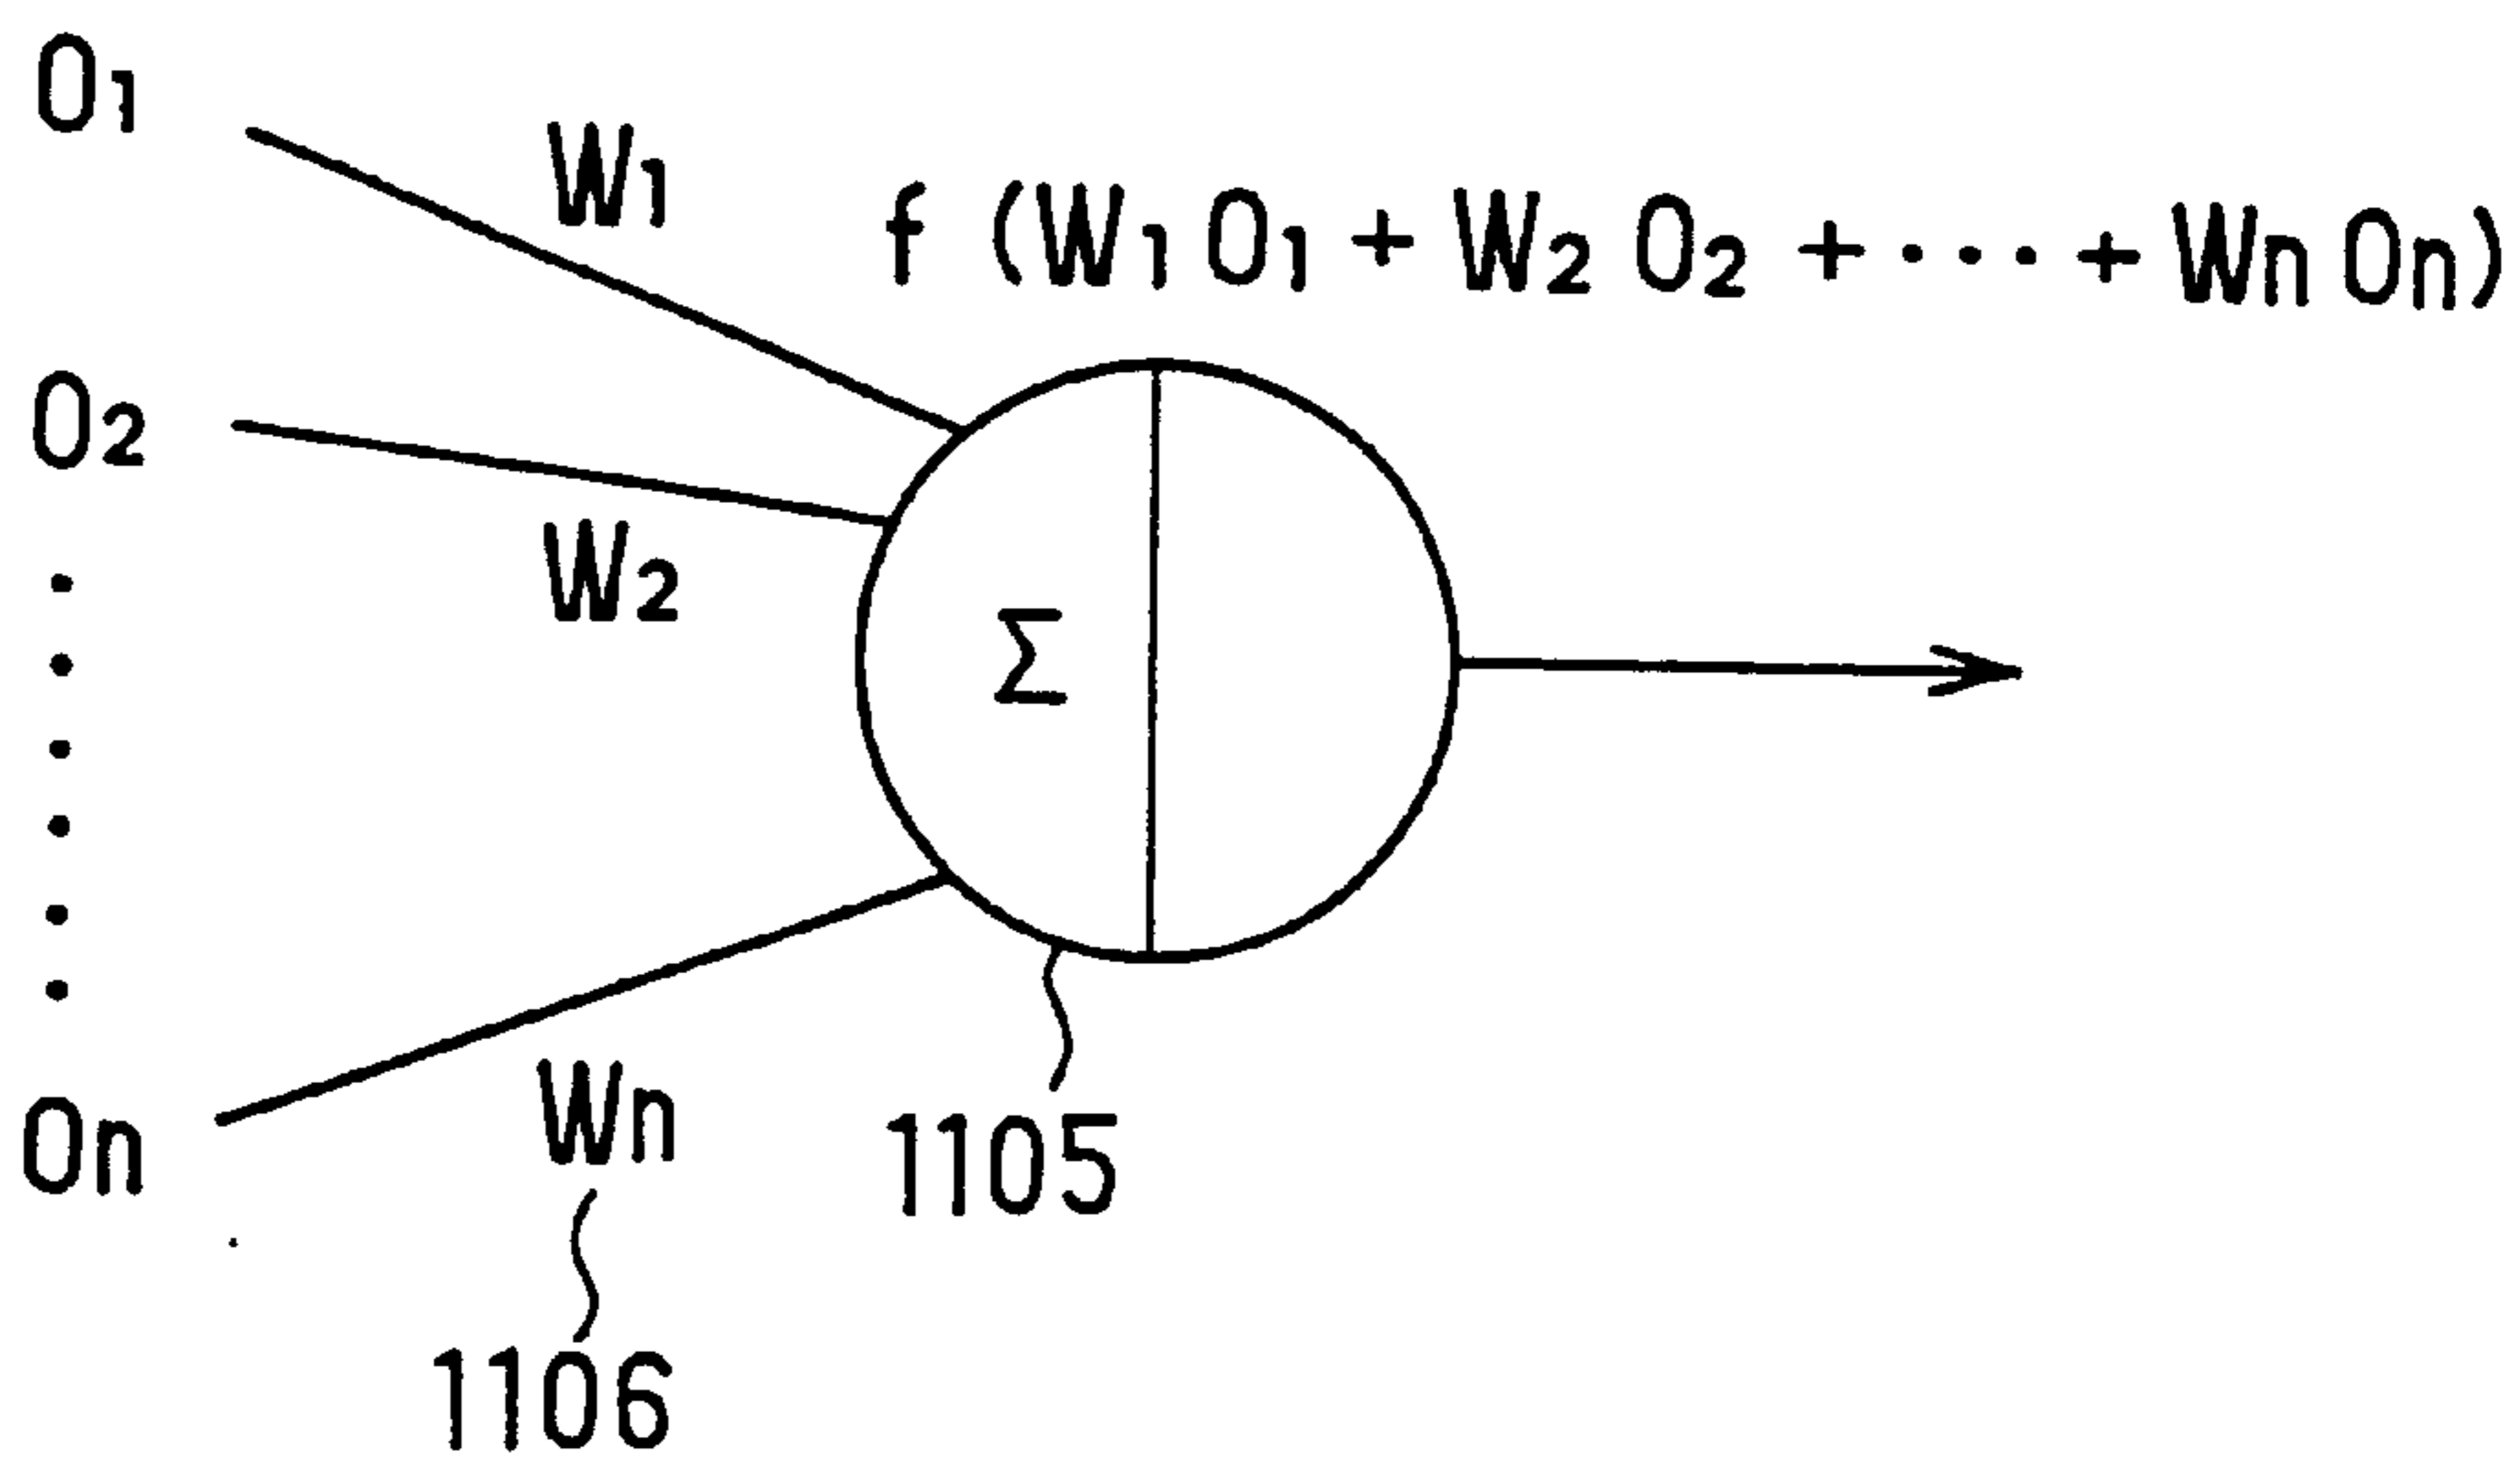 O1
W1
f (W1 O1 + W2 O2 + ・・・ + Wn On)
O2
W2
Σ
On
Wn
1105
1106